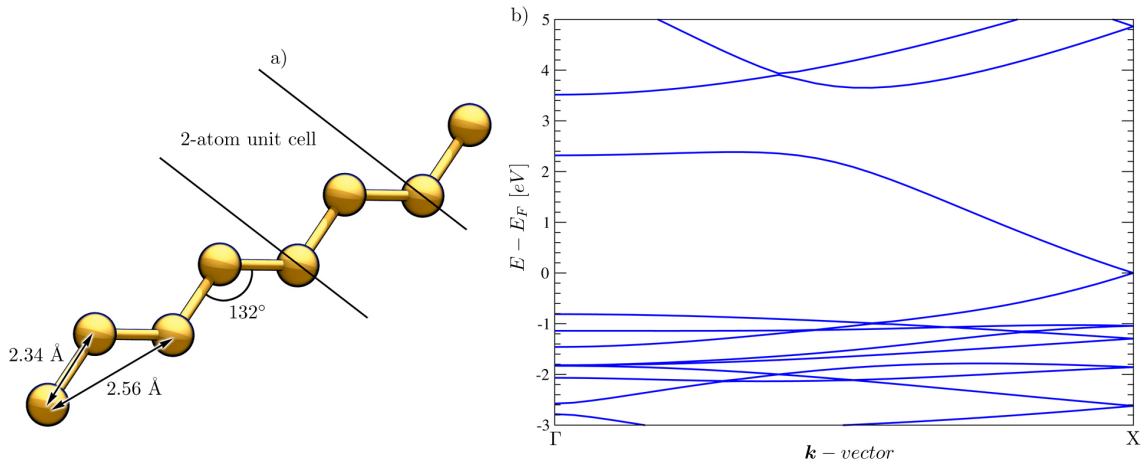 a)
2-atom unit cell
132°
2.34 Å
2.56 Å
b)
E − E_F [eV]
5
4
3
2
1
0
-1
-2
-3
Γ
X
k − vector